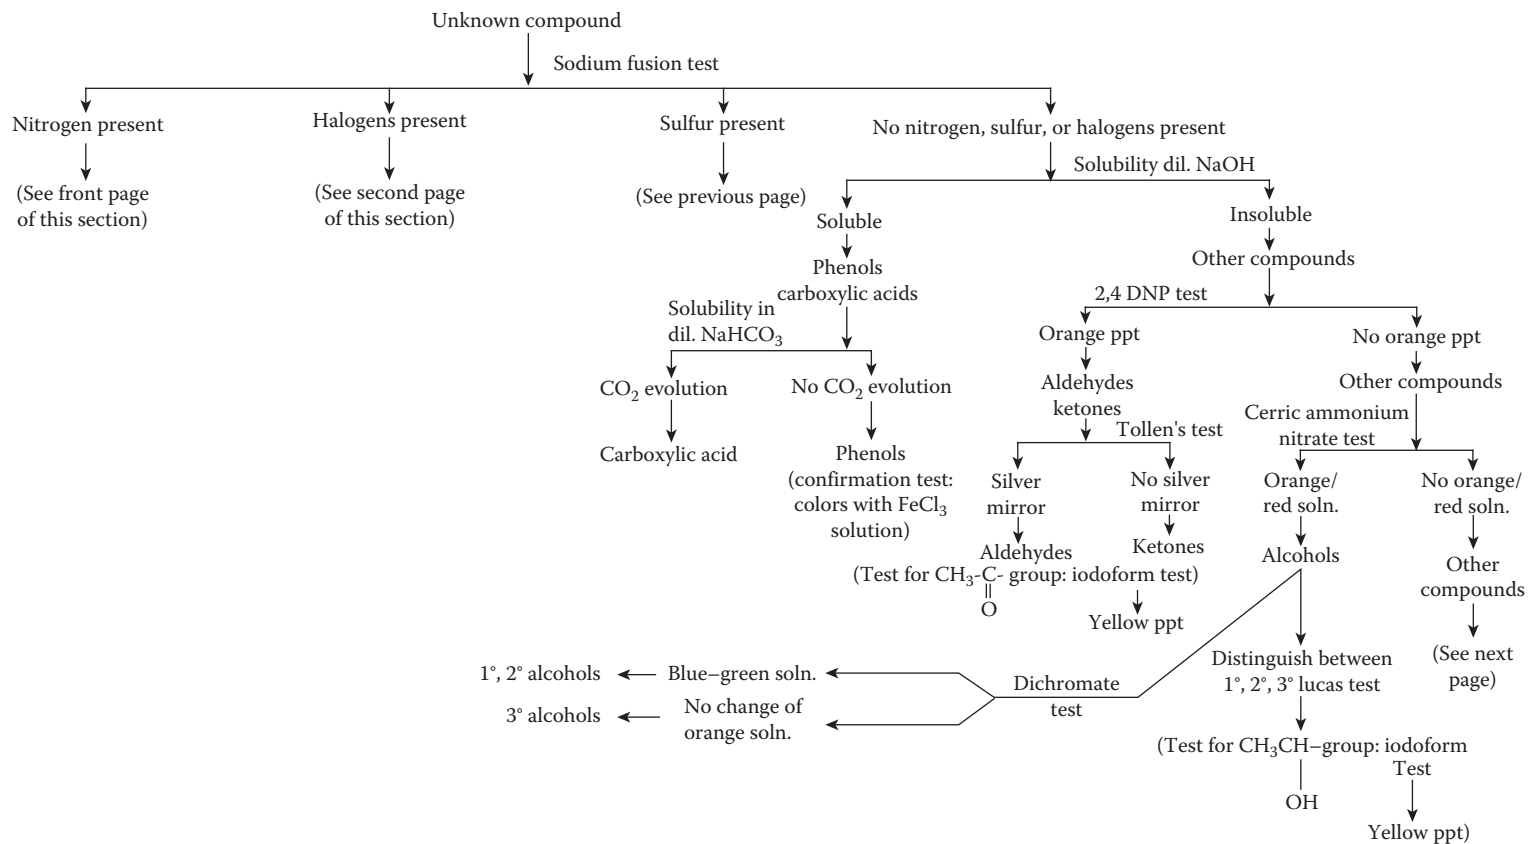 Unknown compound
Sodium fusion test
Nitrogen present
(See front page
of this section)
Halogens present
(See second page
of this section)
Sulfur present
(See previous page)
No nitrogen, sulfur, or halogens present
Solubility dil. NaOH
Soluble
Phenols
carboxylic acids
Solubility in
dil. NaHCO3
CO2 evolution
Carboxylic acid
No CO2 evolution
Phenols
(confirmation test:
colors with FeCl3
solution)
Insoluble
Other compounds
2,4 DNP test
Orange ppt
Aldehydes
ketones
Tollen's test
Silver
mirror
Aldehydes
No silver
mirror
Ketones
(Test for CH3-C- group: iodoform test)
O
Yellow ppt
No orange ppt
Other compounds
Cerric ammonium
nitrate test
Orange/
red soln.
Alcohols
No orange/
red soln.
Other
compounds
(See next
page)
Dichromate
test
Blue–green soln.
1°, 2° alcohols
No change of
orange soln.
3° alcohols
Distinguish between
1°, 2°, 3° lucas test
(Test for CH3CH–group: iodoform
Test
OH
Yellow ppt)